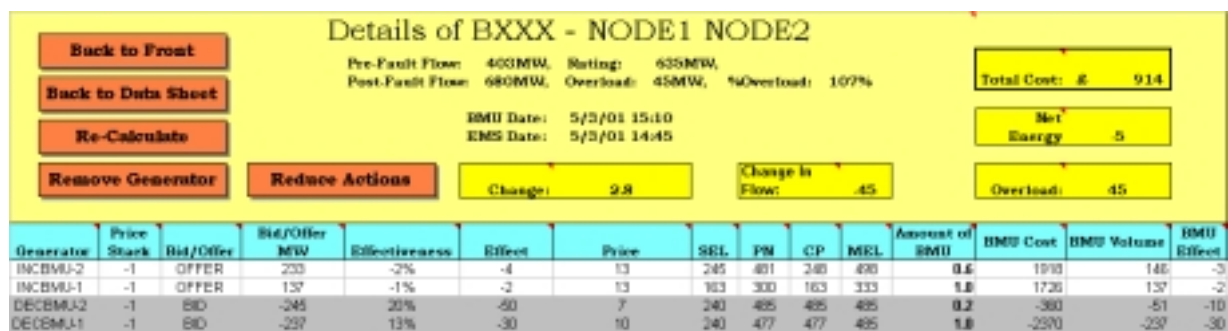 Details of BXXX - NODE1 NODE2
Back to Front
Pre-Fault Flow: 403MW, Rating: 635MW,
Post-Fault Flow: 680MW, Overload: 45MW, %Overload: 107%
Total Cost: £ 914
Back to Data Sheet
BMU Date: 5/3/01 15:10
EMS Date: 5/3/01 14:45
Net Energy -5
Re-Calculate
Remove Generator
Reduce Actions
Change: 2.8
Change In Flow: -45
Overload: 45
Generator Price Stack Bid/Offer Bid/Offer MW Effectiveness Effect Price SEL PN CP MEL Amount of BMU BMU Cost BMU Volume BMU Effect
INCBMU-2 -1 OFFER 233 -2% -4 13 245 481 248 498 0.6 1918 146 -3
INCBMU-1 -1 OFFER 137 -1% -2 13 163 300 163 333 1.0 1726 137 -2
DECBMU-2 -1 BID -245 20% -50 7 240 485 485 485 0.2 -360 -51 -10
DECBMU-1 -1 BID -237 13% -30 10 240 477 477 485 1.0 -2370 -237 -30